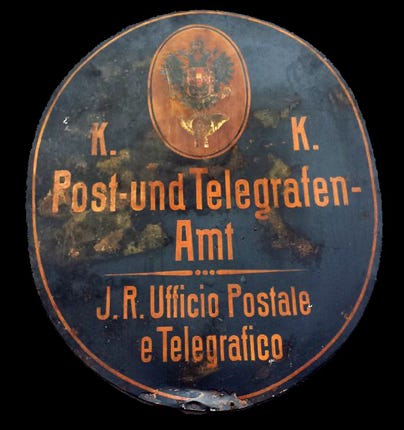 K. K.
Post-und Telegrafen-
Amt
J.R. Ufficio Postale
e Telegrafico